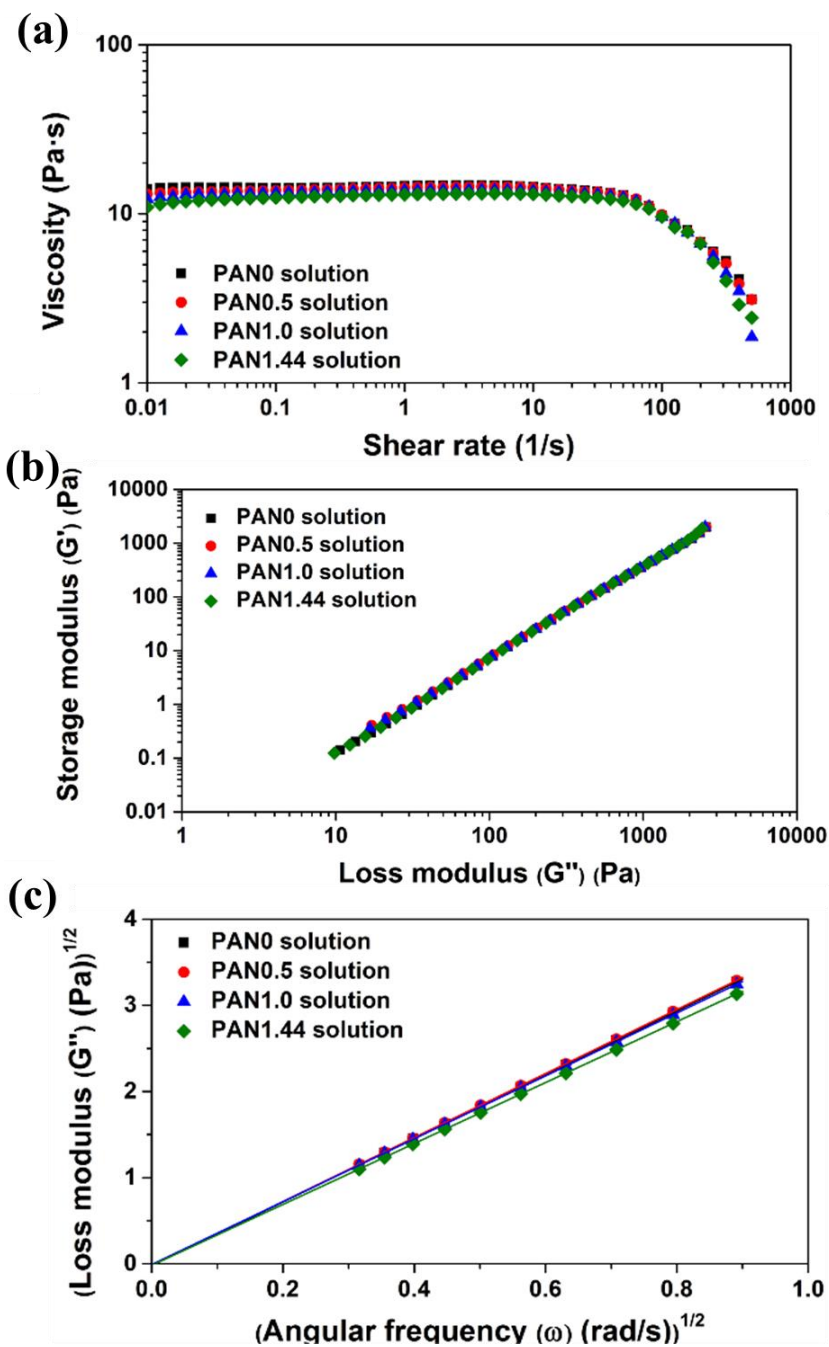 (a)
100
10
1
Viscosity (Pa·s)
PAN0 solution
PAN0.5 solution
PAN1.0 solution
PAN1.44 solution
0.01 0.1 1 10 100 1000
Shear rate (1/s)
(b)
10000
1000
100
10
1
0.1
0.01
Storage modulus (G') (Pa)
PAN0 solution
PAN0.5 solution
PAN1.0 solution
PAN1.44 solution
1 10 100 1000 10000
Loss modulus (G'') (Pa)
(c)
4
3
2
1
0
(Loss modulus (G'') (Pa))^1/2
PAN0 solution
PAN0.5 solution
PAN1.0 solution
PAN1.44 solution
0.0 0.2 0.4 0.6 0.8 1.0
(Angular frequency (ω) (rad/s))^1/2